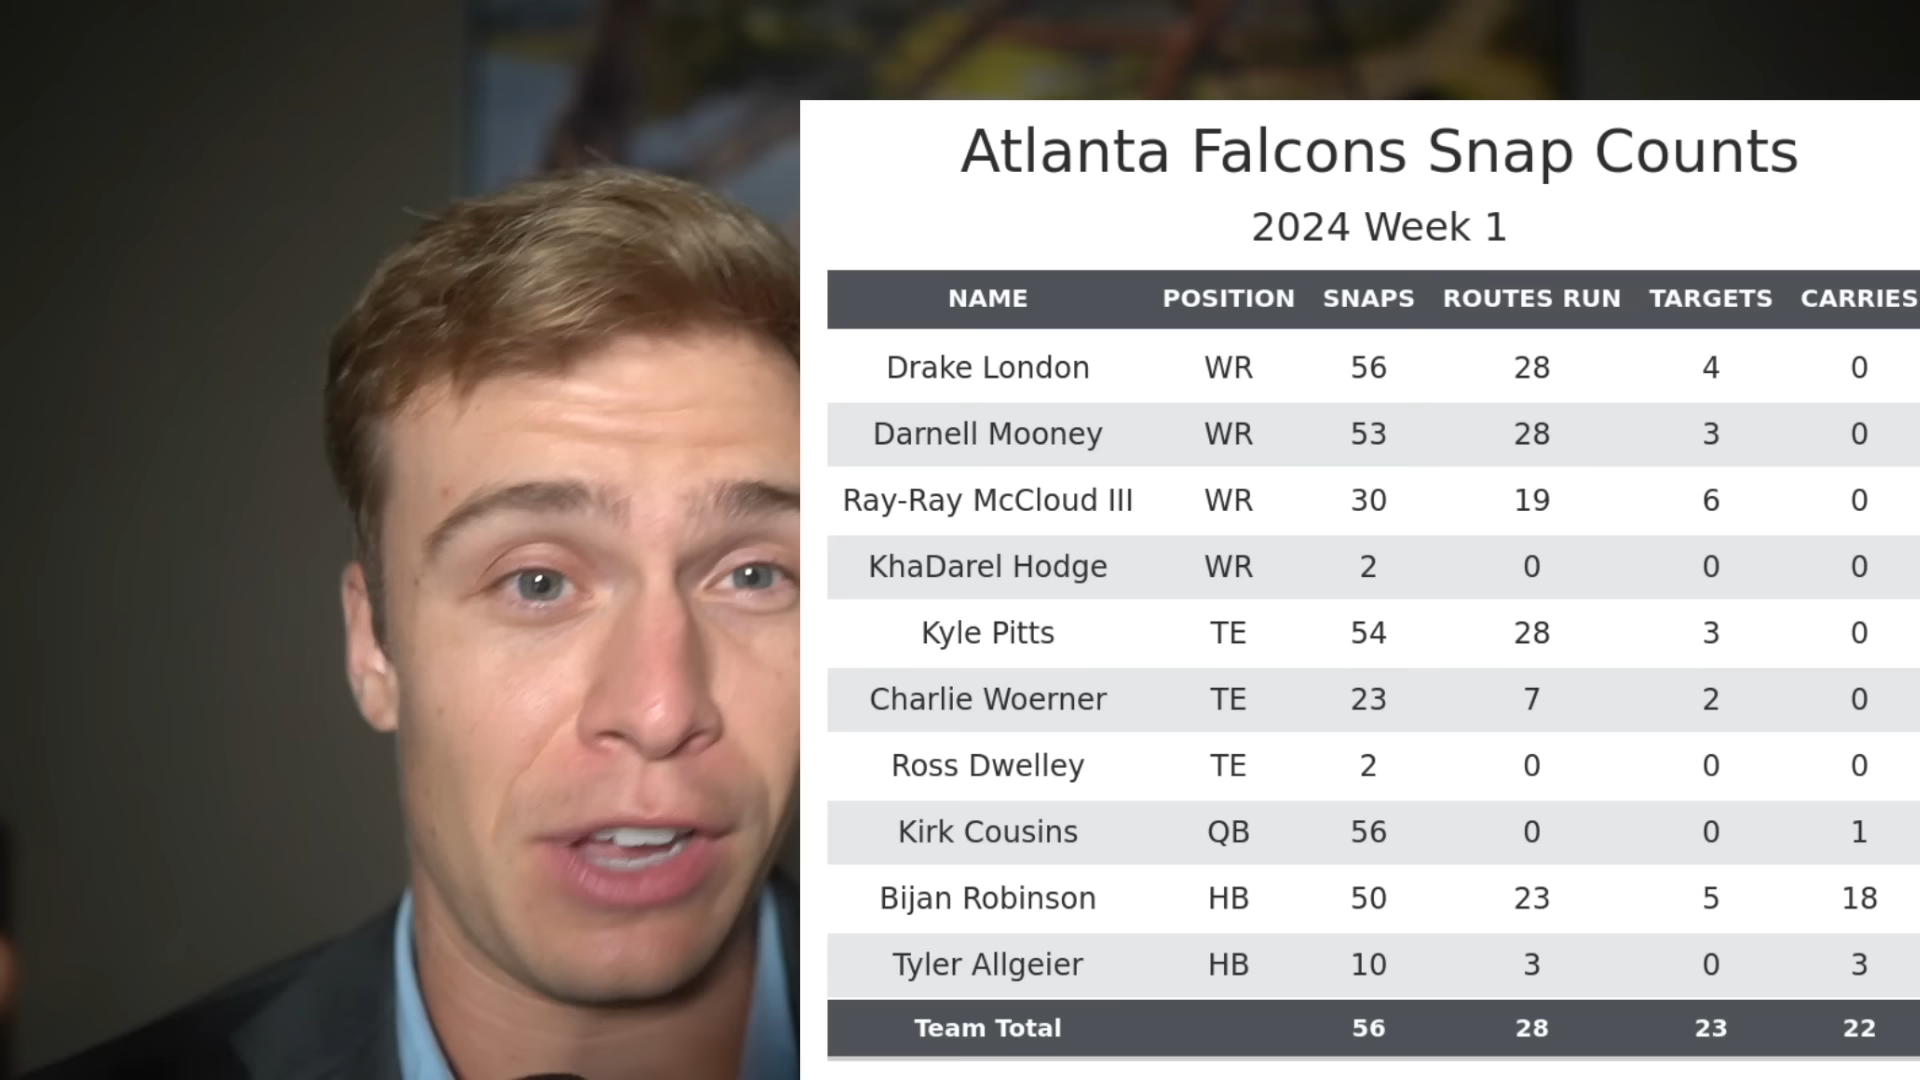 Atlanta Falcons Snap Counts
2024 Week 1
NAME POSITION SNAPS ROUTES RUN TARGETS CARRIES
Drake London WR 56 28 4 0
Darnell Mooney WR 53 28 3 0
Ray-Ray McCloud III WR 30 19 6 0
KhaDarel Hodge WR 2 0 0 0
Kyle Pitts TE 54 28 3 0
Charlie Woerner TE 23 7 2 0
Ross Dwelley TE 2 0 0 0
Kirk Cousins QB 56 0 0 1
Bijan Robinson HB 50 23 5 18
Tyler Allgeier HB 10 3 0 3
Team Total 56 28 23 22